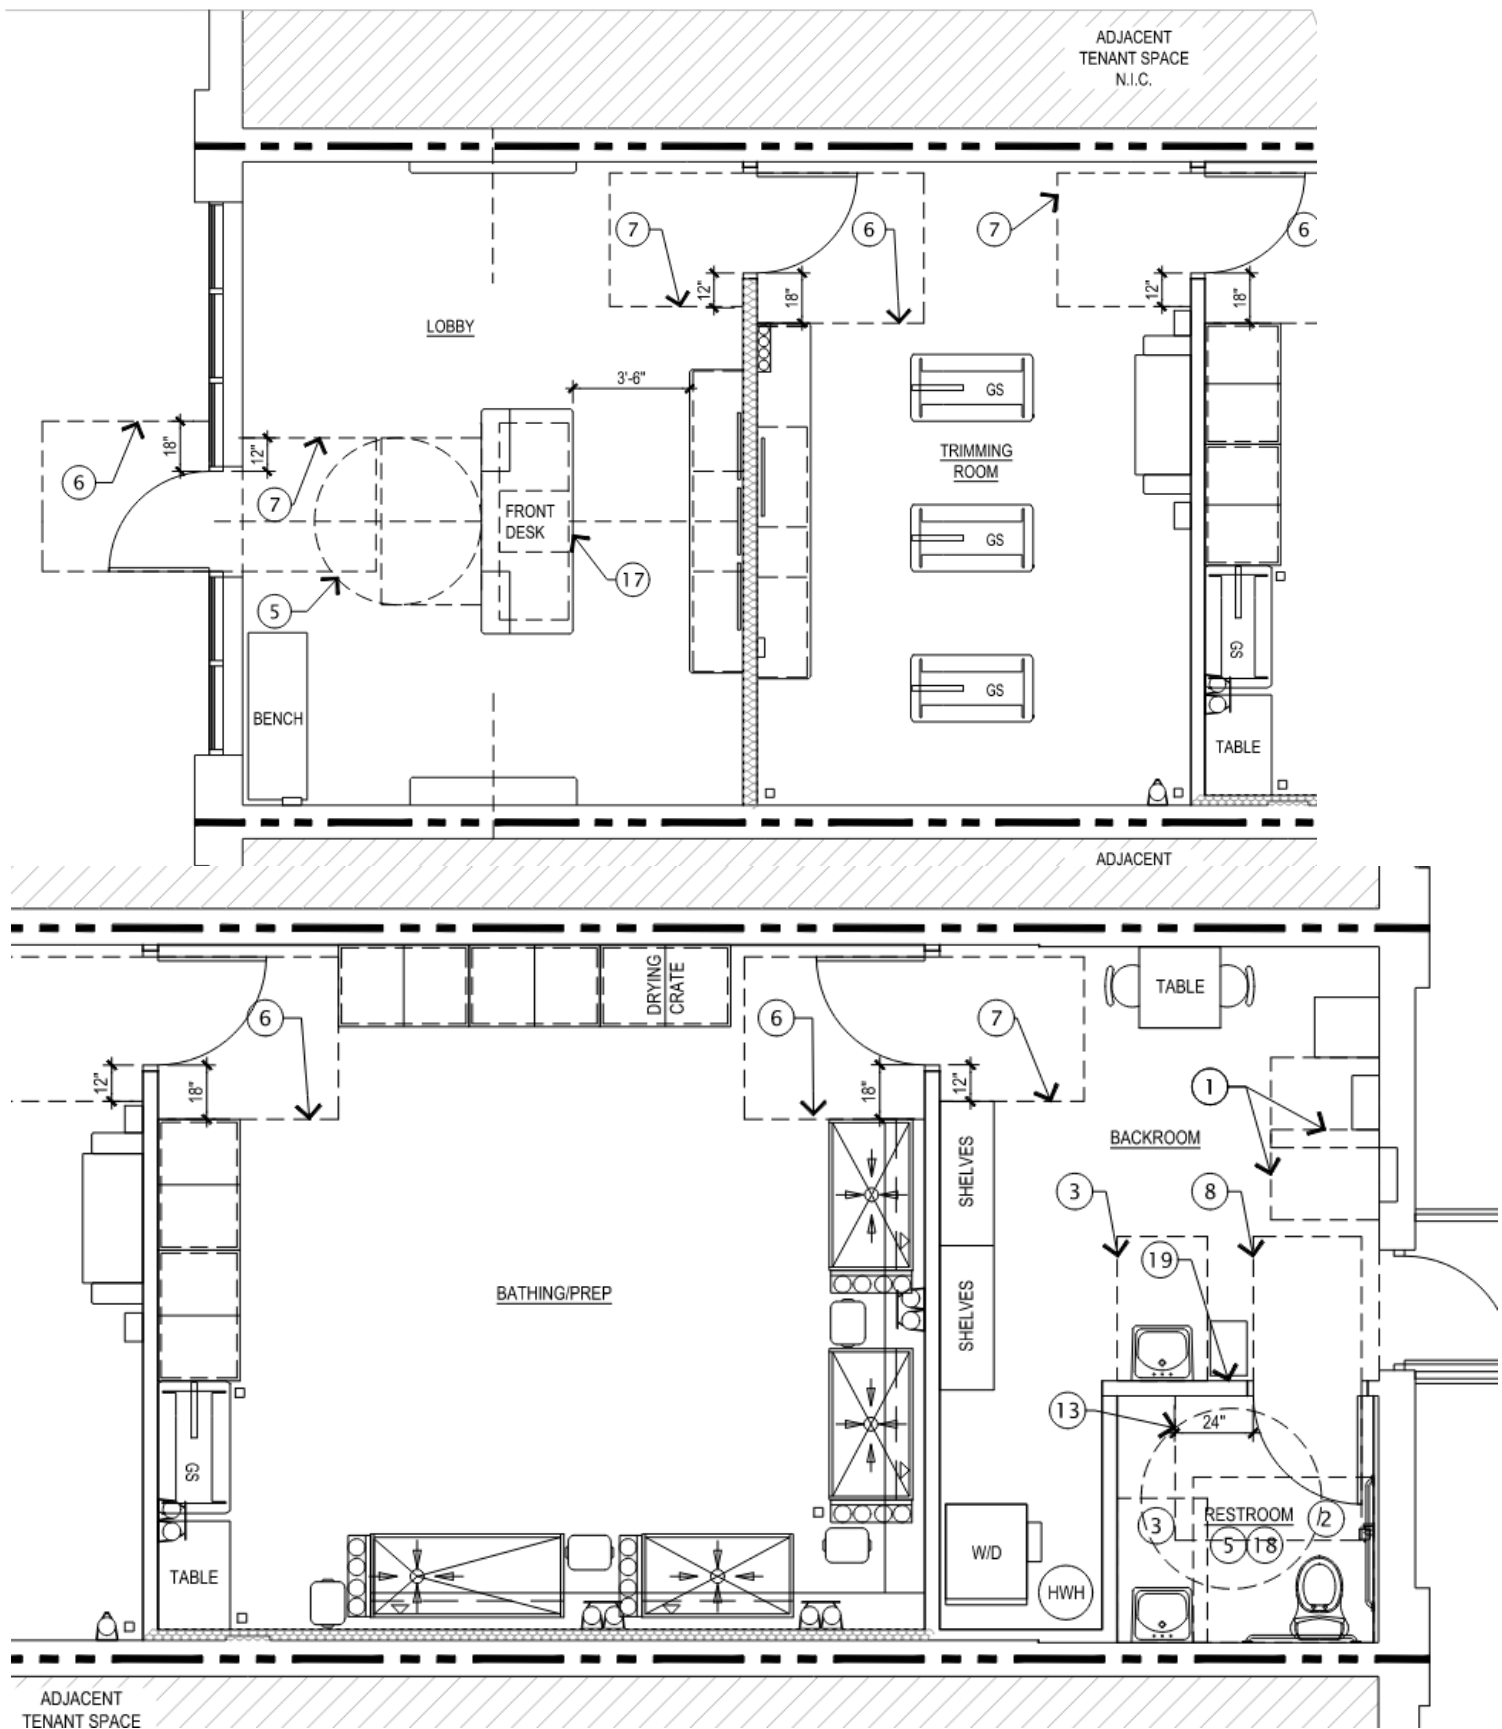 ADJACENT
TENANT SPACE
N.I.C.
7
6
7
6
12"
18"
12"
18"
LOBBY
3'-6"
GS
TRIMMING
ROOM
6
18"
12"
7
FRONT
DESK
GS
17
5
GS
GS
BENCH
TABLE
ADJACENT
DRYING
CRATE
TABLE
6
6
7
12"
18"
18"
12"
1
BACKROOM
SHELVES
3
8
19
BATHING/PREP
SHELVES
13
24"
GS
3
RESTROOM
2
5
18
W/D
TABLE
HWH
ADJACENT
TENANT SPACE